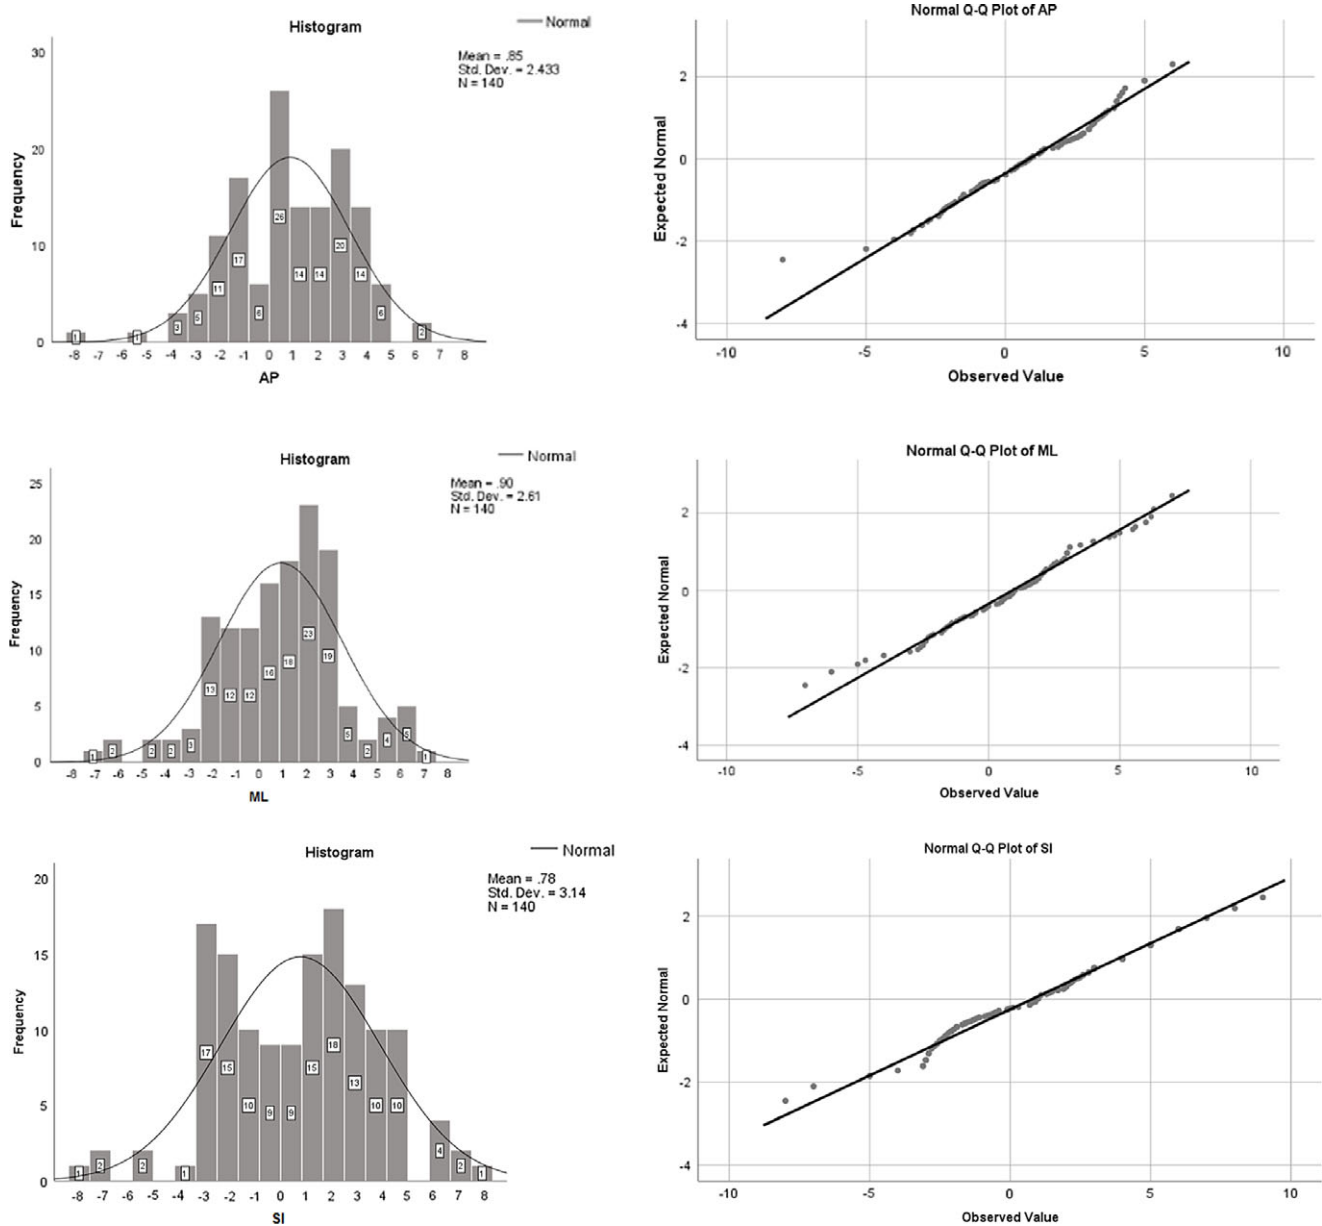 Histogram
Normal
Mean = .85
Std. Dev. = 2.433
N = 140
30
20
10
0
Frequency
1
1
3
5
11
17
6
26
14
14
20
14
6
2
-8 -7 -6 -5 -4 -3 -2 -1 0 1 2 3 4 5 6 7 8
AP
Normal Q-Q Plot of AP
2
0
-2
-4
Expected Normal
-10 -5 0 5 10
Observed Value
Histogram
Normal
Mean = .90
Std. Dev. = 2.61
N = 140
25
20
15
10
5
0
Frequency
1
2
2
2
3
13
12
12
16
18
23
19
5
2
4
5
1
-8 -7 -6 -5 -4 -3 -2 -1 0 1 2 3 4 5 6 7 8
ML
Normal Q-Q Plot of ML
2
0
-2
-4
Expected Normal
-10 -5 0 5 10
Observed Value
Histogram
Normal
Mean = .78
Std. Dev. = 3.14
N = 140
20
15
10
5
0
Frequency
1
2
2
1
17
15
10
9
9
15
18
13
10
10
4
2
1
-8 -7 -6 -5 -4 -3 -2 -1 0 1 2 3 4 5 6 7 8
SI
Normal Q-Q Plot of SI
2
0
-2
-4
Expected Normal
-10 -5 0 5 10
Observed Value